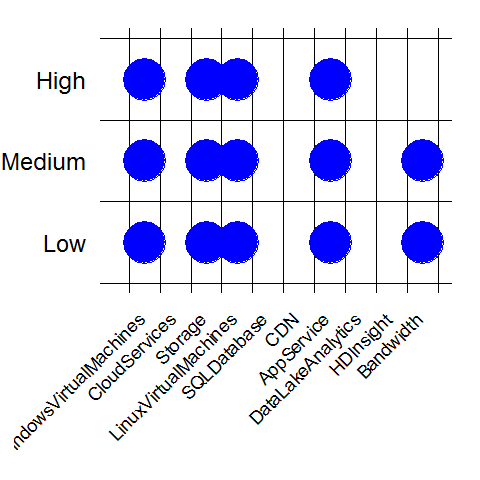 High
Medium
Low
ndowsVirtualMachines
CloudServices
Storage
LinuxVirtualMachines
SQLDatabase
CDN
AppService
DataLakeAnalytics
HDInsight
Bandwidth